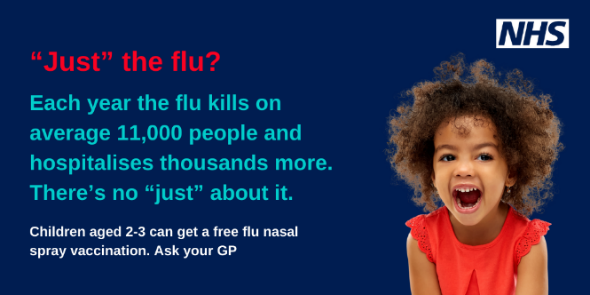 NHS
“Just” the flu?
Each year the flu kills on
average 11,000 people and
hospitalises thousands more.
There’s no “just” about it.
Children aged 2-3 can get a free flu nasal
spray vaccination. Ask your GP